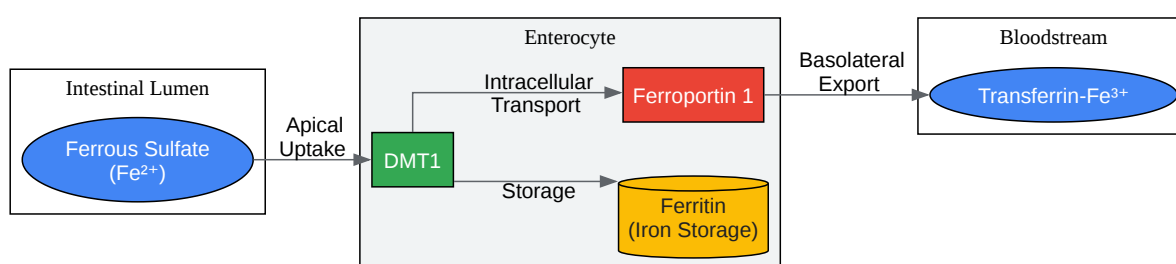 Intestinal Lumen
Ferrous Sulfate
(Fe²⁺)
Apical
Uptake
Enterocyte
DMT1
Intracellular
Transport
Storage
Ferroportin 1
Ferritin
(Iron Storage)
Basolateral
Export
Bloodstream
Transferrin-Fe³⁺